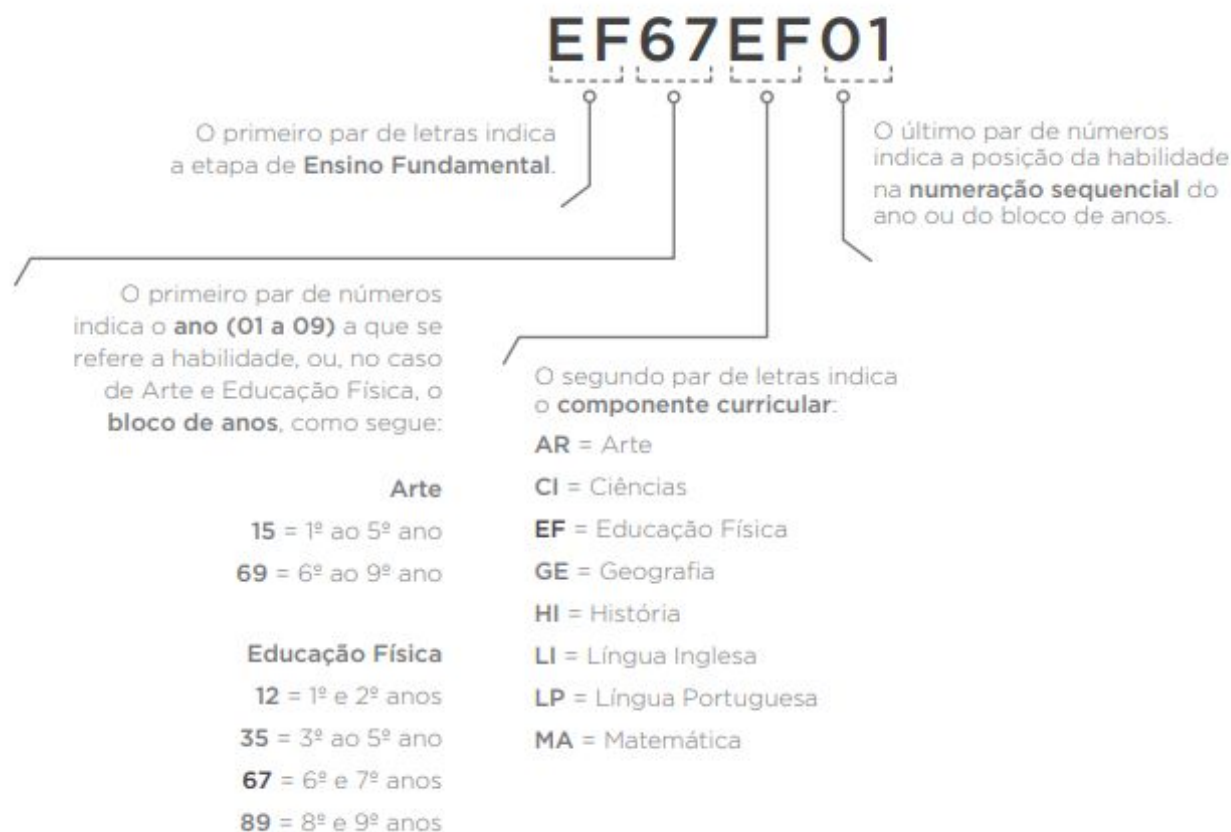 EF67EF01
O primeiro par de letras indica
a etapa de Ensino Fundamental.
O último par de números
indica a posição da habilidade
na numeração sequencial do
ano ou do bloco de anos.
O primeiro par de números
indica o ano (01 a 09) a que se
refere a habilidade, ou, no caso
de Arte e Educação Física, o
bloco de anos, como segue:
Arte
15 = 1º ao 5º ano
69 = 6º ao 9º ano
Educação Física
12 = 1º e 2º anos
35 = 3º ao 5º ano
67 = 6º e 7º anos
89 = 8º e 9º anos
O segundo par de letras indica
o componente curricular:
AR = Arte
CI = Ciências
EF = Educação Física
GE = Geografia
HI = História
LI = Língua Inglesa
LP = Língua Portuguesa
MA = Matemática